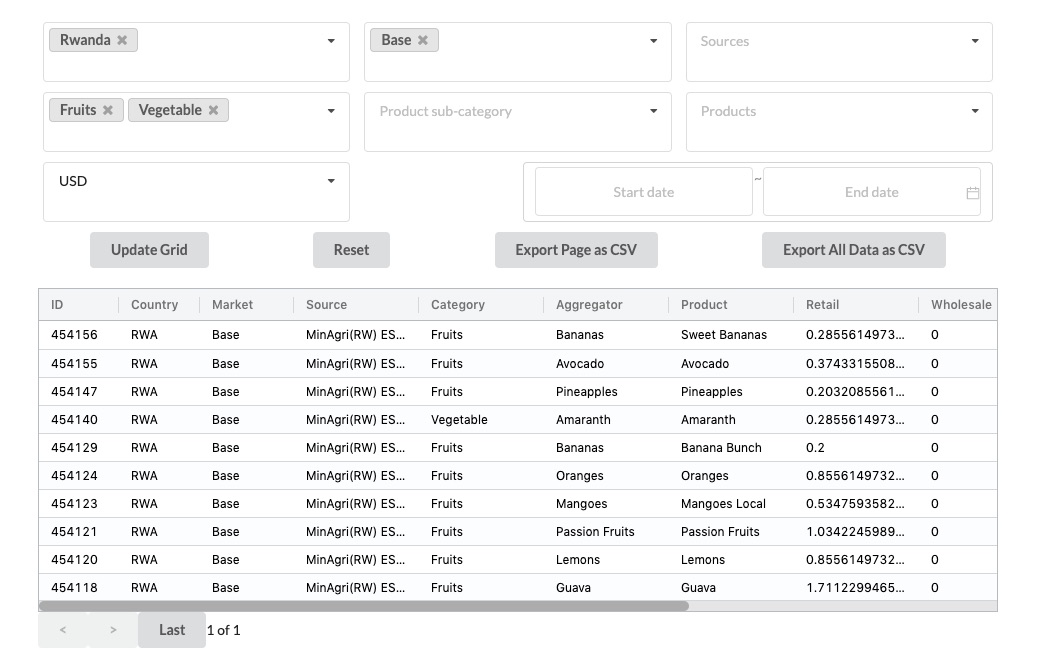 Rwanda ✖ Base ✖ Sources
Fruits ✖ Vegetable ✖ Product sub-category Products
USD Start date ~ End date
Update Grid Reset Export Page as CSV Export All Data as CSV
ID Country Market Source Category Aggregator Product Retail Wholesale
454156 RWA Base MinAgri(RW) ES... Fruits Bananas Sweet Bananas 0.2855614973... 0
454155 RWA Base MinAgri(RW) ES... Fruits Avocado Avocado 0.3743315508... 0
454147 RWA Base MinAgri(RW) ES... Fruits Pineapples Pineapples 0.2032085561... 0
454140 RWA Base MinAgri(RW) ES... Vegetable Amaranth Amaranth 0.2855614973... 0
454129 RWA Base MinAgri(RW) ES... Fruits Bananas Banana Bunch 0.2 0
454124 RWA Base MinAgri(RW) ES... Fruits Oranges Oranges 0.8556149732... 0
454123 RWA Base MinAgri(RW) ES... Fruits Mangoes Mangoes Local 0.5347593582... 0
454121 RWA Base MinAgri(RW) ES... Fruits Passion Fruits Passion Fruits 1.0342245989... 0
454120 RWA Base MinAgri(RW) ES... Fruits Lemons Lemons 0.8556149732... 0
454118 RWA Base MinAgri(RW) ES... Fruits Guava Guava 1.7112299465... 0
< > Last 1 of 1